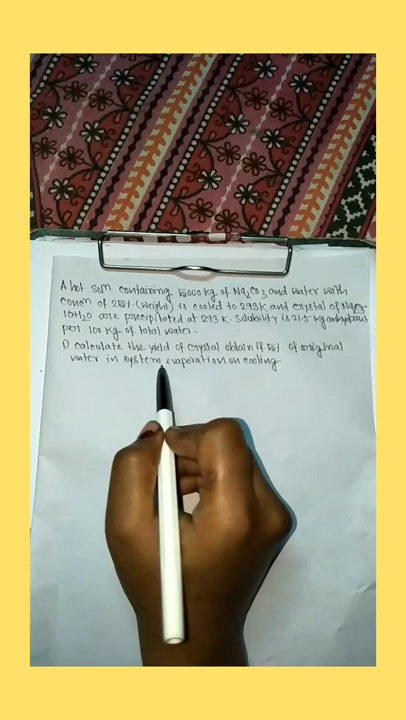 A hot soln containing 5000 kg of Na2CO3 and water with
concn of 25% (weight) is cooled to 293K and crystal of Na2CO3.
10H2O are precipitated at 293 K. Solubility is 21.5 kg anhydrous
per 100 kg of total water.
1) calculate the yield of crystal obtain if 5% of original
water in system evaporation on cooling